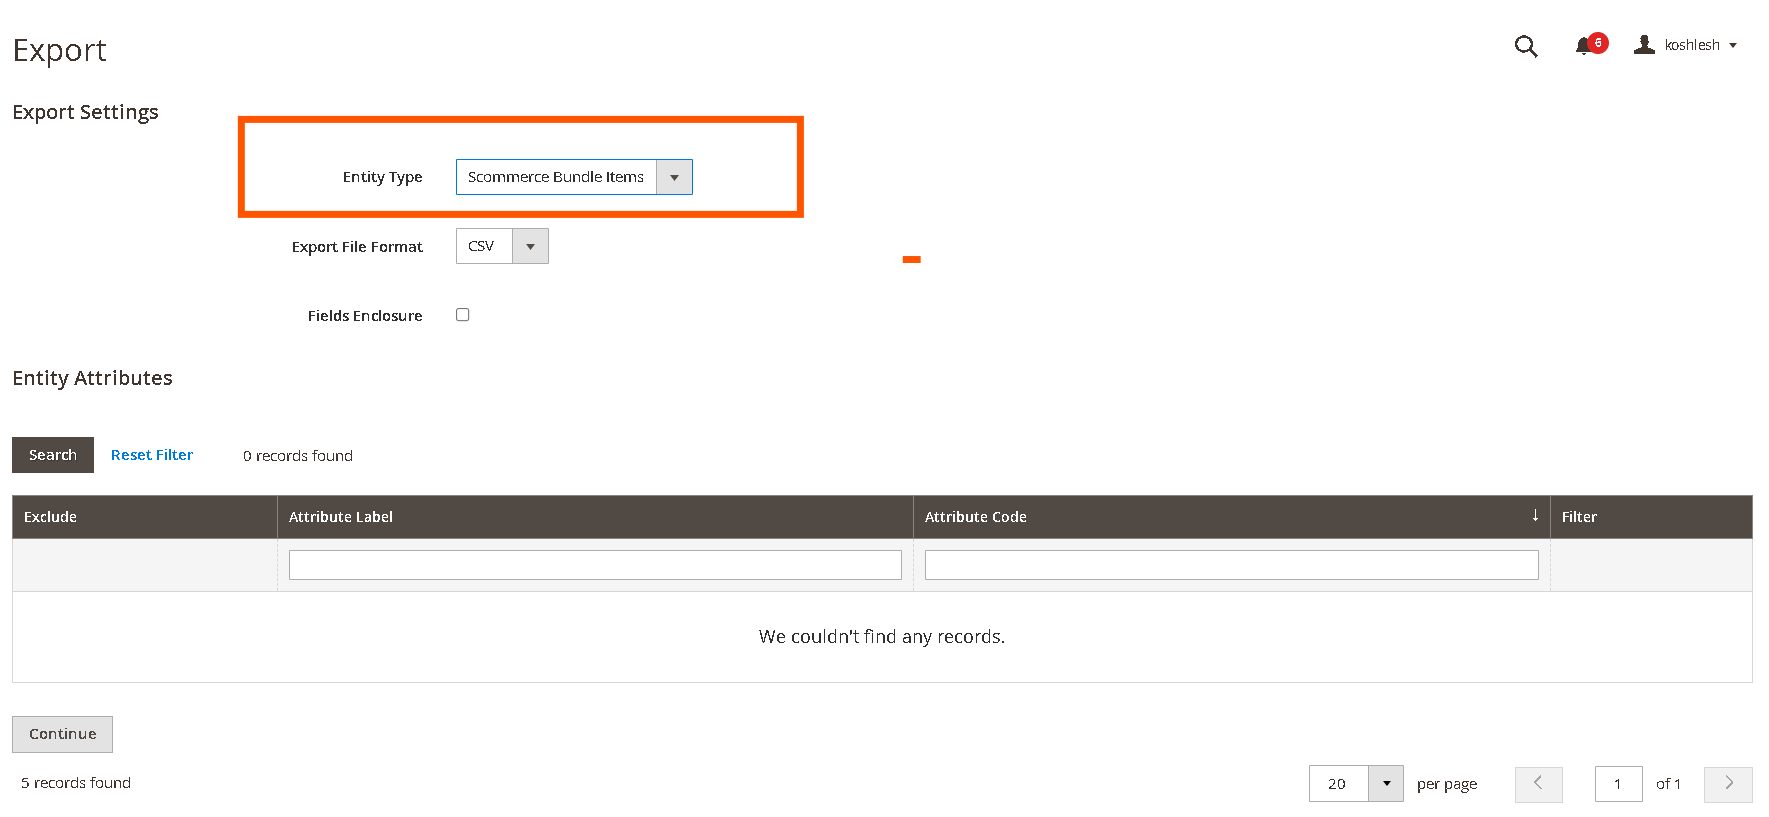 Export
6
koshlesh
Export Settings
Entity Type
Scommerce Bundle Items
Export File Format
CSV
Fields Enclosure
Entity Attributes
Search
Reset Filter
0 records found
Exclude
Attribute Label
Attribute Code
↓
Filter
We couldn't find any records.
Continue
5 records found
20
per page
1
of 1